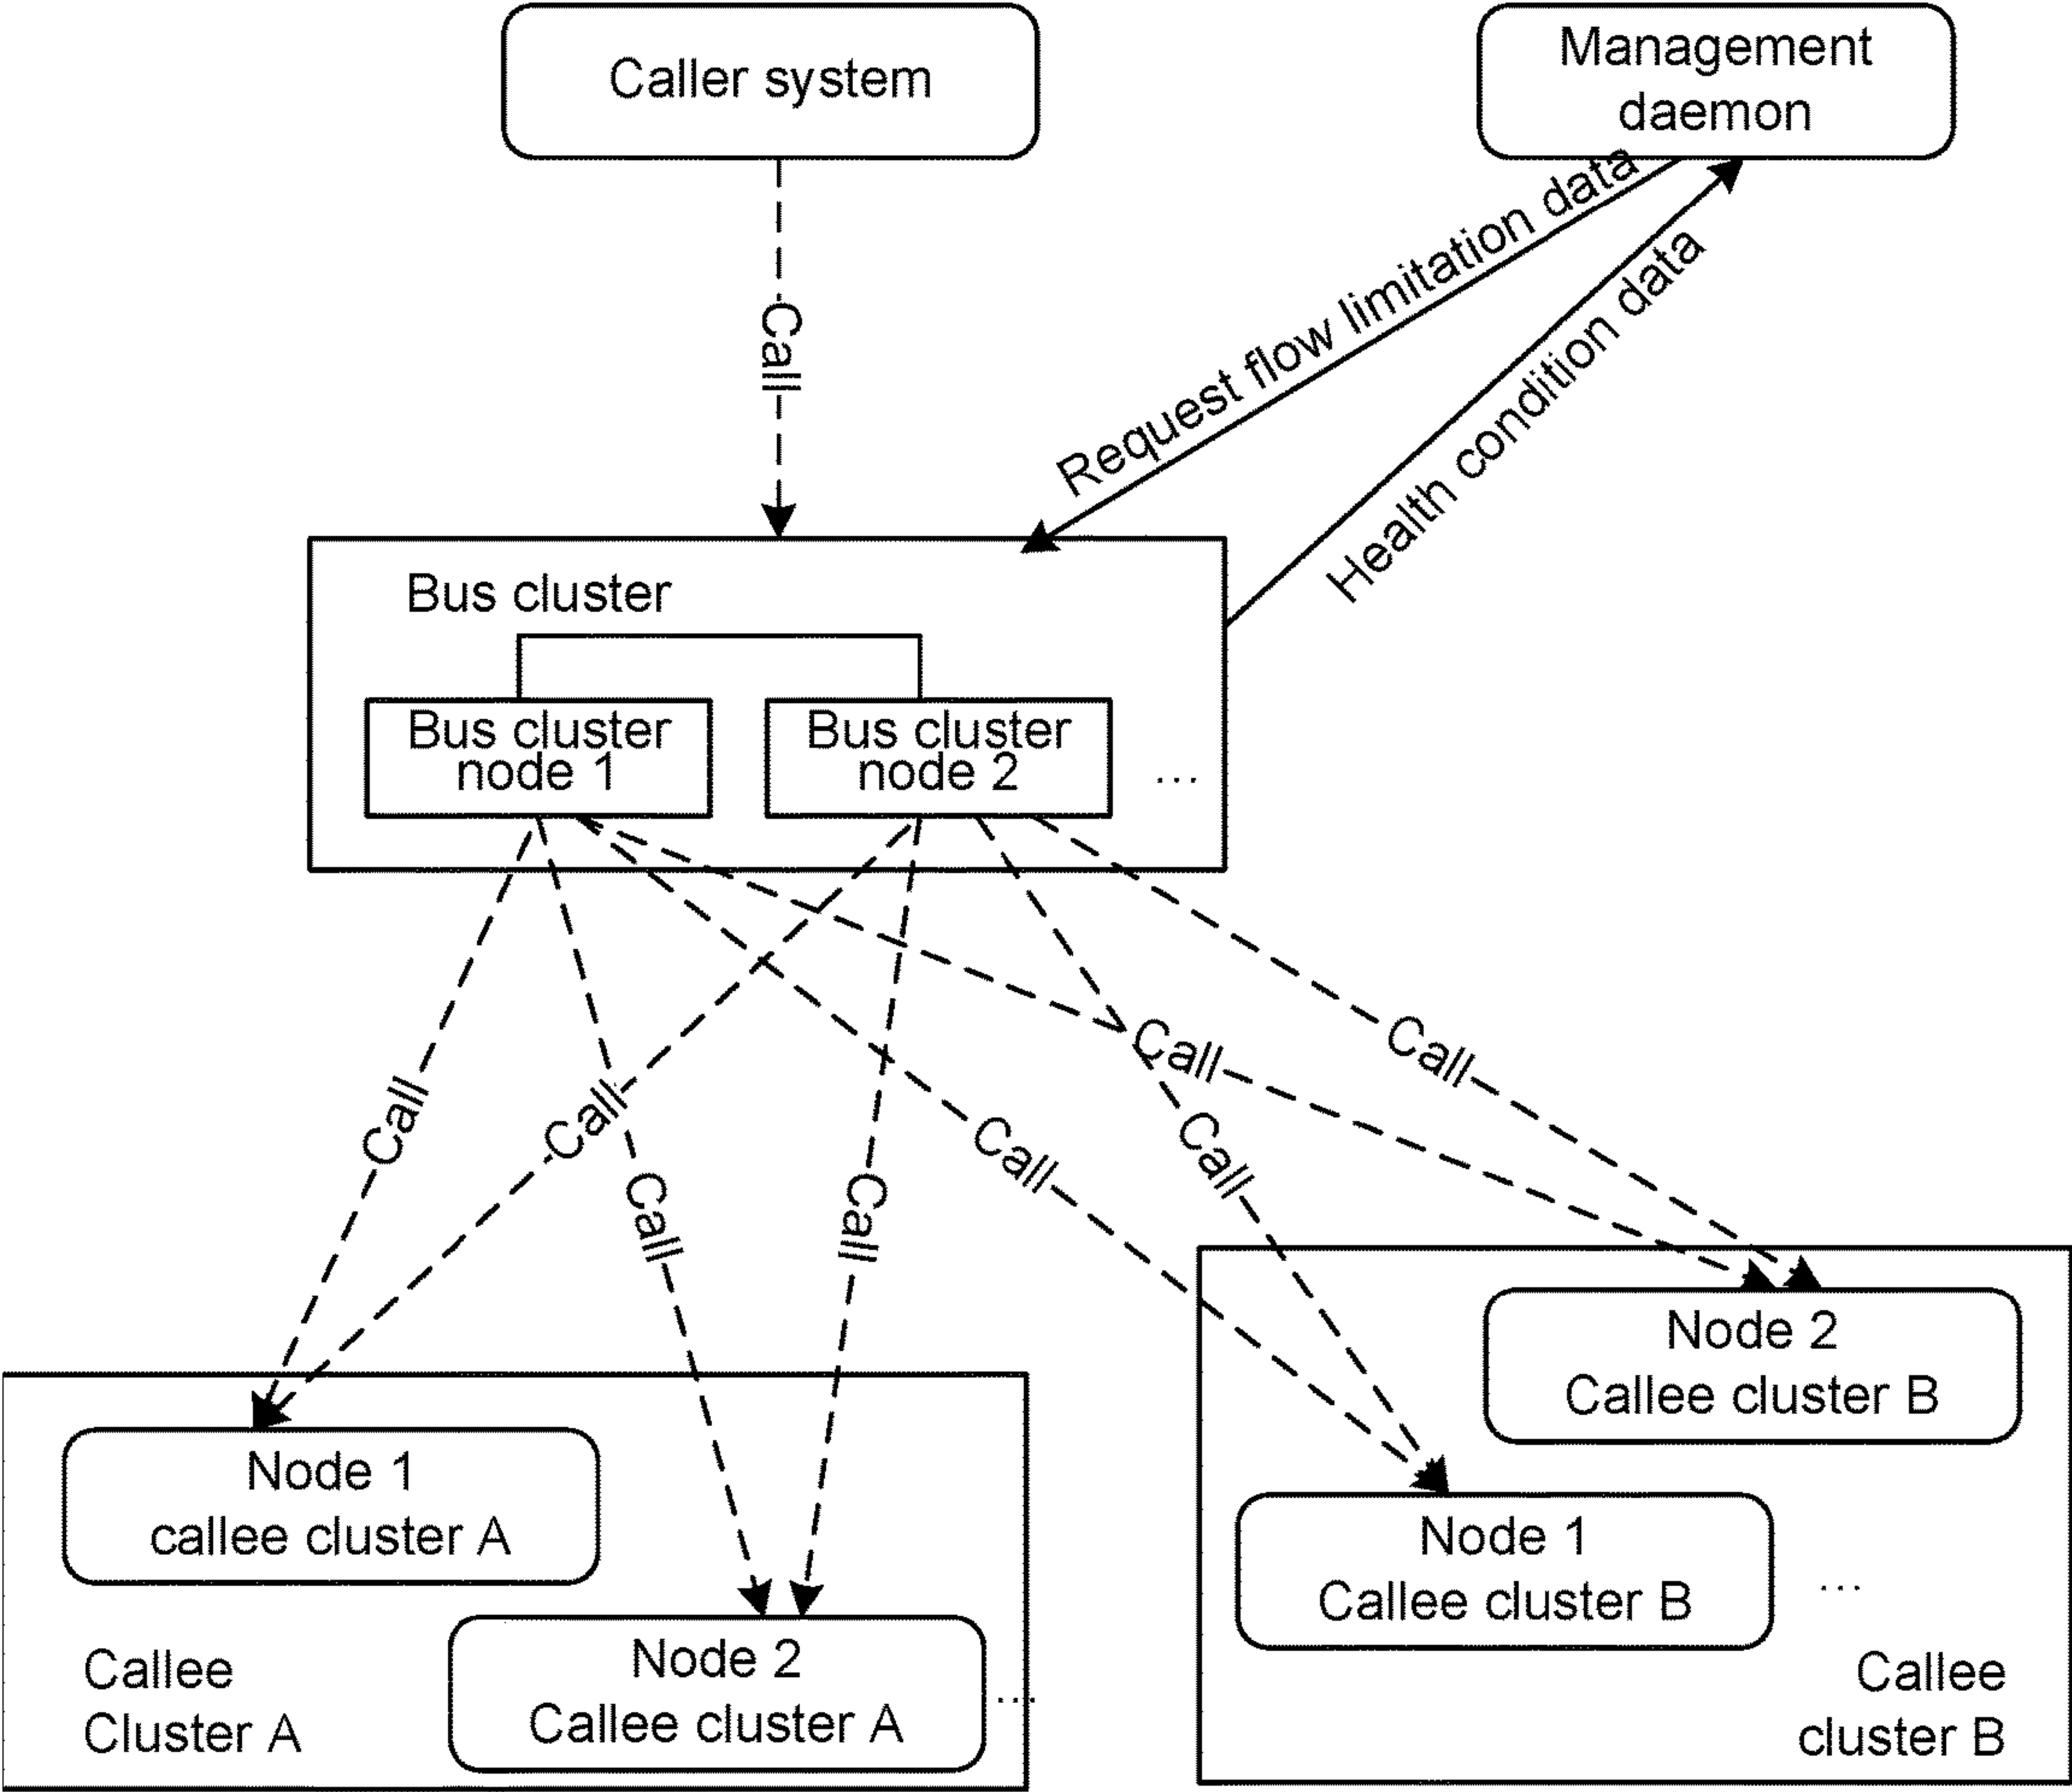 Caller system
Management
daemon
Call
Request flow limitation data
Health condition data
Bus cluster
Bus cluster
node 1
Bus cluster
node 2
...
Call
Call
Call
Call
Call
Call
Call
Call
Node 2
Callee cluster B
Node 1
callee cluster A
Node 1
Callee cluster B
...
Node 2
Callee cluster A
...
Callee
Cluster A
Callee
cluster B